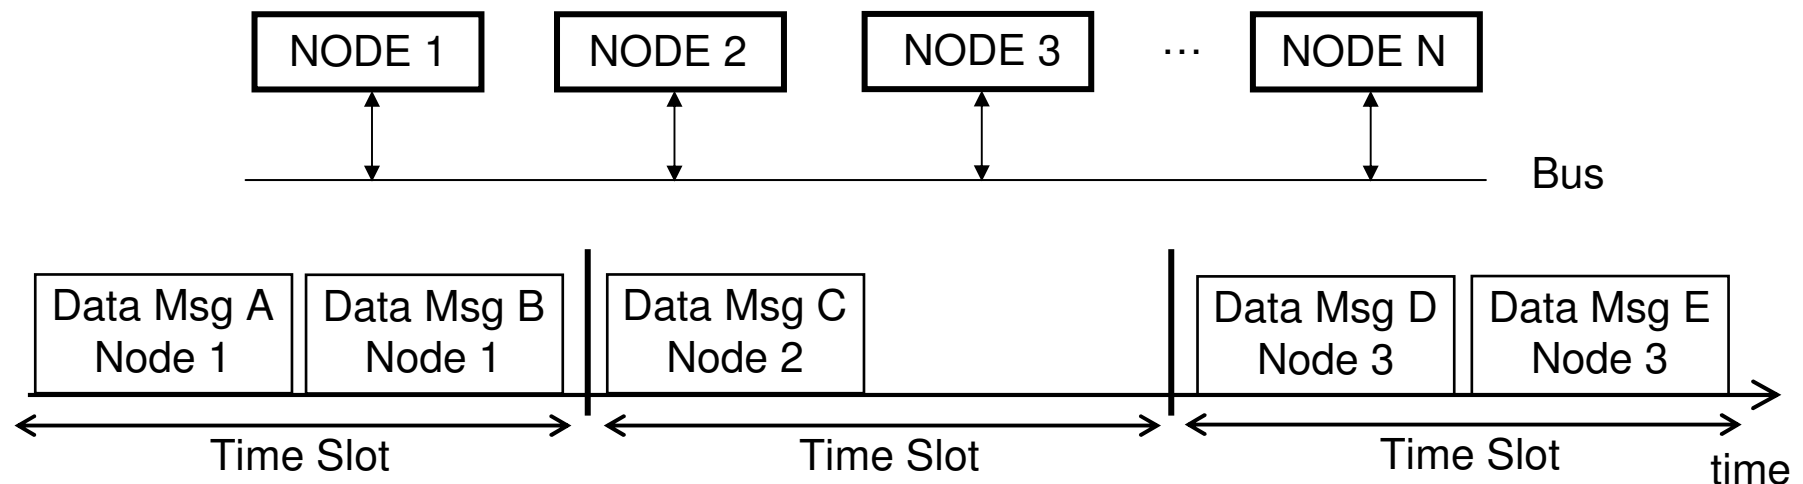 NODE 1
NODE 2
NODE 3
...
NODE N
Bus
Data Msg A
Node 1
Data Msg B
Node 1
Data Msg C
Node 2
Data Msg D
Node 3
Data Msg E
Node 3
Time Slot
Time Slot
Time Slot
time